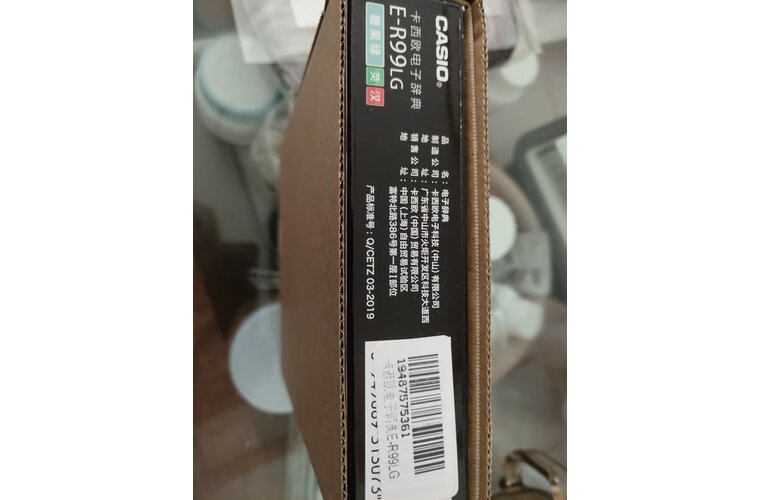 CASIO®
卡西欧电子辞典
E-R99LG
糖果绿 英 汉
品 名：电子辞典
制造公司：卡西欧电子科技（中山）有限公司
地 址：广东省中山市火炬开发区科技大道西
销售公司：卡西欧（中国）贸易有限公司
地 址：中国（上海）自由贸易试验区
富特北路386号第一层I部位
产品标准号：Q/CETZ 03-2019
19487575361
卡西欧电子词典E-R99LG